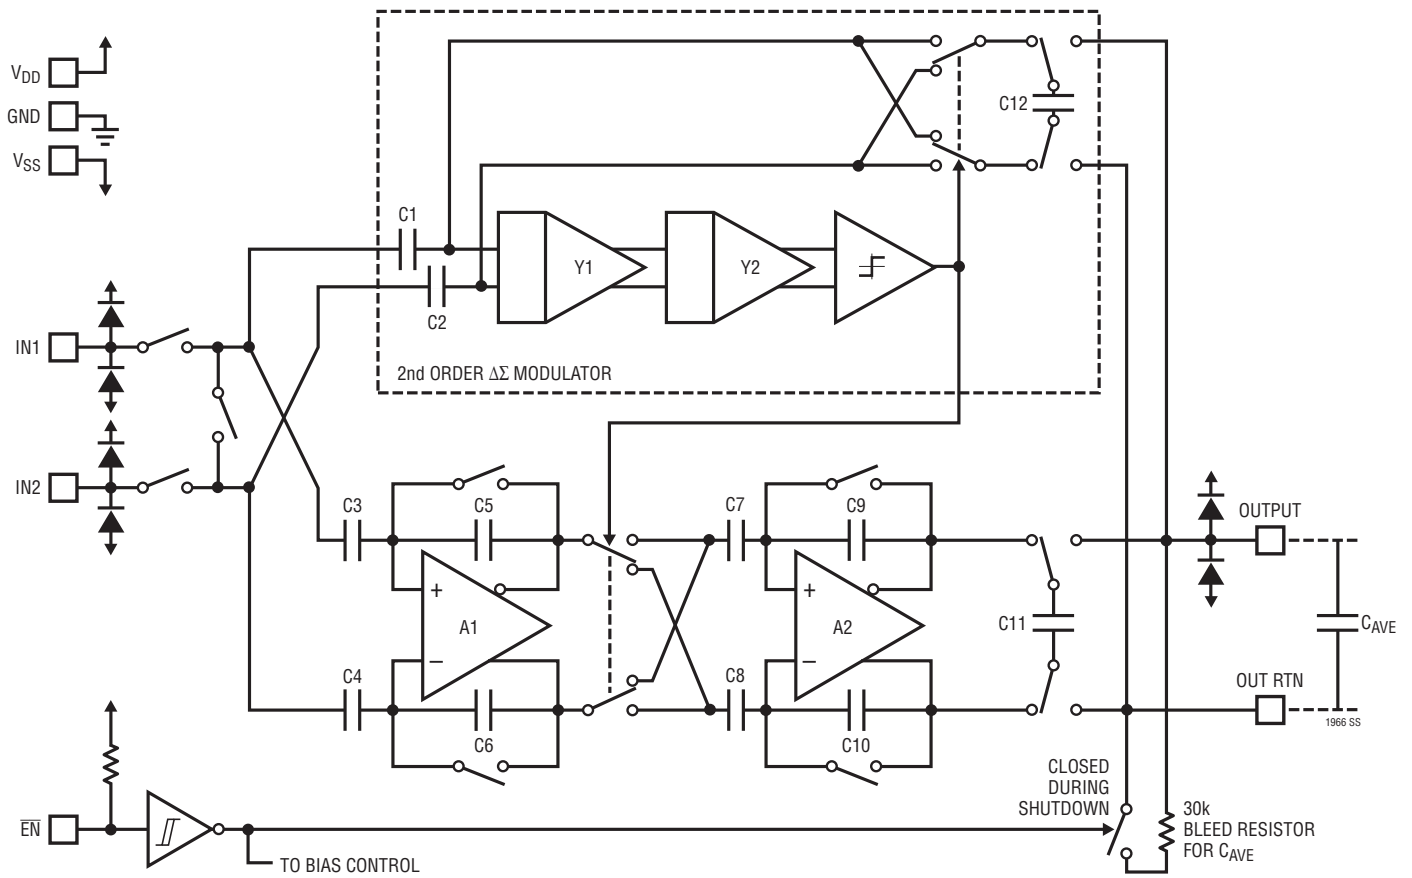 VDD
GND
VSS
C12
C1
Y1
Y2
C2
2nd ORDER ΔΣ MODULATOR
IN1
IN2
C3
C5
C7
C9
OUTPUT
+
+
A1
A2
C11
CAVE
−
−
C4
C8
OUT RTN
1966 SS
C6
C10
CLOSED
DURING
SHUTDOWN
30k
BLEED RESISTOR
FOR CAVE
EN
TO BIAS CONTROL